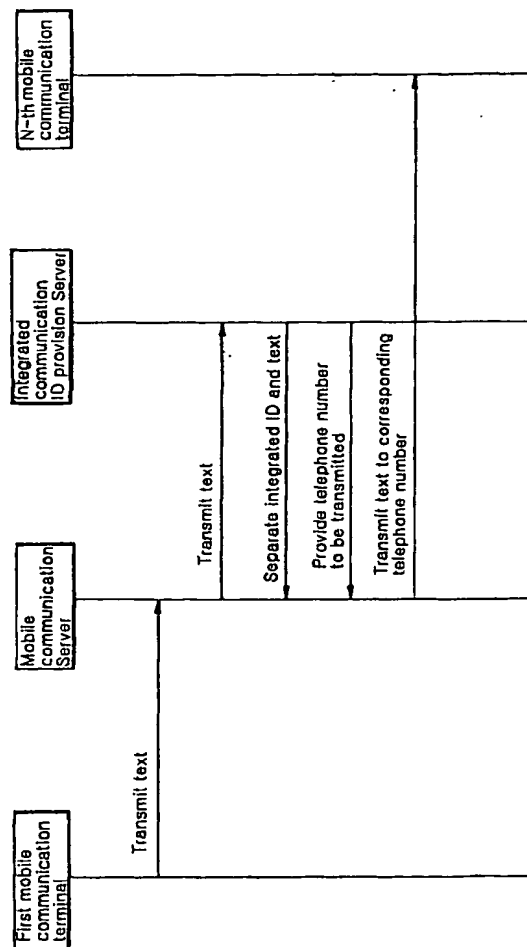 First mobile
communication
terminal
Mobile
communication
Server
Integrated
communication
ID provision Server
N-th mobile
communication
terminal
Transmit text
Transmit text
Separate integrated ID and text
Provide telephone number
to be transmitted
Transmit text to corresponding
telephone number